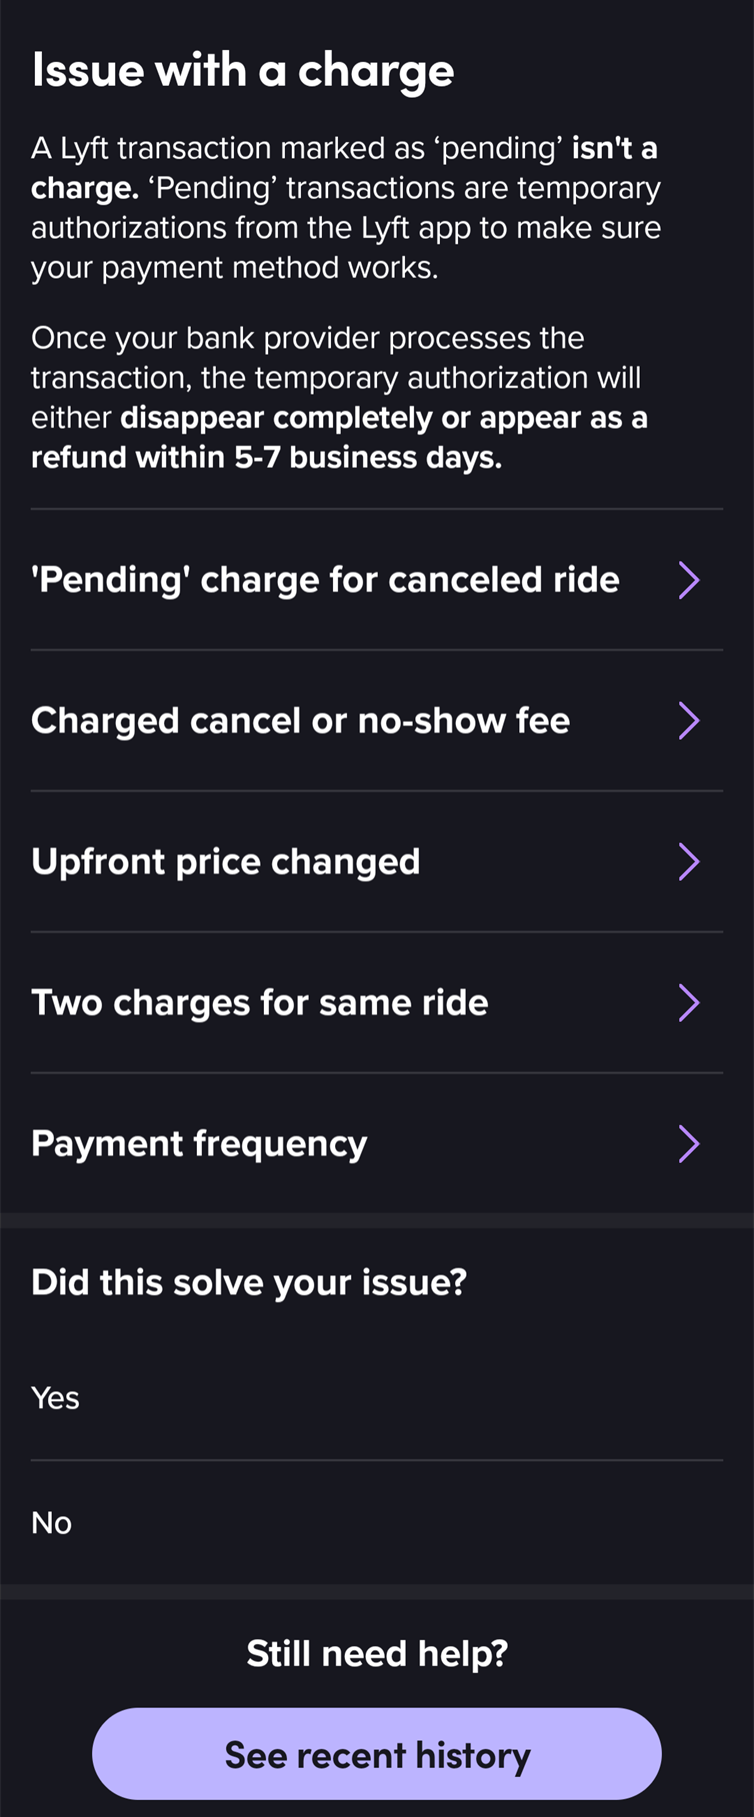 Issue with a charge
A Lyft transaction marked as ‘pending’ isn't a
charge. ‘Pending’ transactions are temporary
authorizations from the Lyft app to make sure
your payment method works.
Once your bank provider processes the
transaction, the temporary authorization will
either disappear completely or appear as a
refund within 5-7 business days.
'Pending' charge for canceled ride
Charged cancel or no-show fee
Upfront price changed
Two charges for same ride
Payment frequency
Did this solve your issue?
Yes
No
Still need help?
See recent history